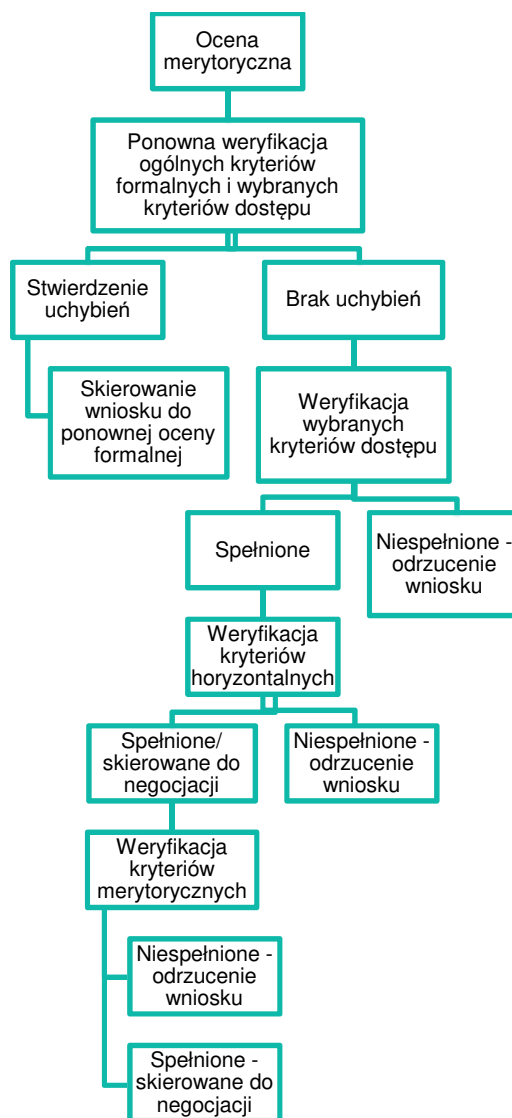 Ocena
merytoryczna
Ponowna weryfikacja
ogólnych kryteriów
formalnych i wybranych
kryteriów dostępu
Stwierdzenie
uchybień
Brak uchybień
Skierowanie
wniosku do
ponownej oceny
formalnej
Weryfikacja
wybranych
kryteriów dostępu
Spełnione
Niespełnione -
odrzucenie
wniosku
Weryfikacja
kryteriów
horyzontalnych
Spełnione/
skierowane do
negocjacji
Niespełnione -
odrzucenie
wniosku
Weryfikacja
kryteriów
merytorycznych
Niespełnione -
odrzucenie
wniosku
Spełnione -
skierowane do
negocjacji